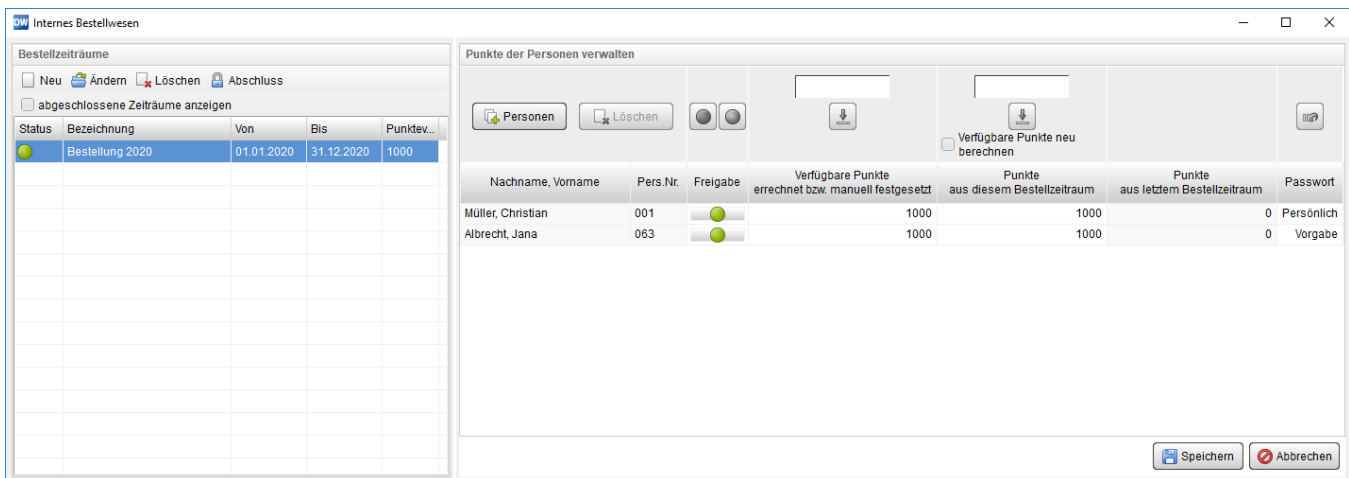 DW Internes Bestellwesen
Bestellzeiträume
Neu Ändern Löschen Abschluss
abgeschlossene Zeiträume anzeigen
Status Bezeichnung Von Bis Punktev...
Bestellung 2020 01.01.2020 31.12.2020 1000
Punkte der Personen verwalten
Personen Löschen
Verfügbare Punkte neu
berechnen
Nachname, Vorname Pers.Nr. Freigabe Verfügbare Punkte Punkte Punkte Passwort
errechnet bzw. manuell festgesetzt aus diesem Bestellzeitraum aus letztem Bestellzeitraum
Müller, Christian 001 1000 1000 0 Persönlich
Albrecht, Jana 063 1000 1000 0 Vorgabe
Speichern Abbrechen